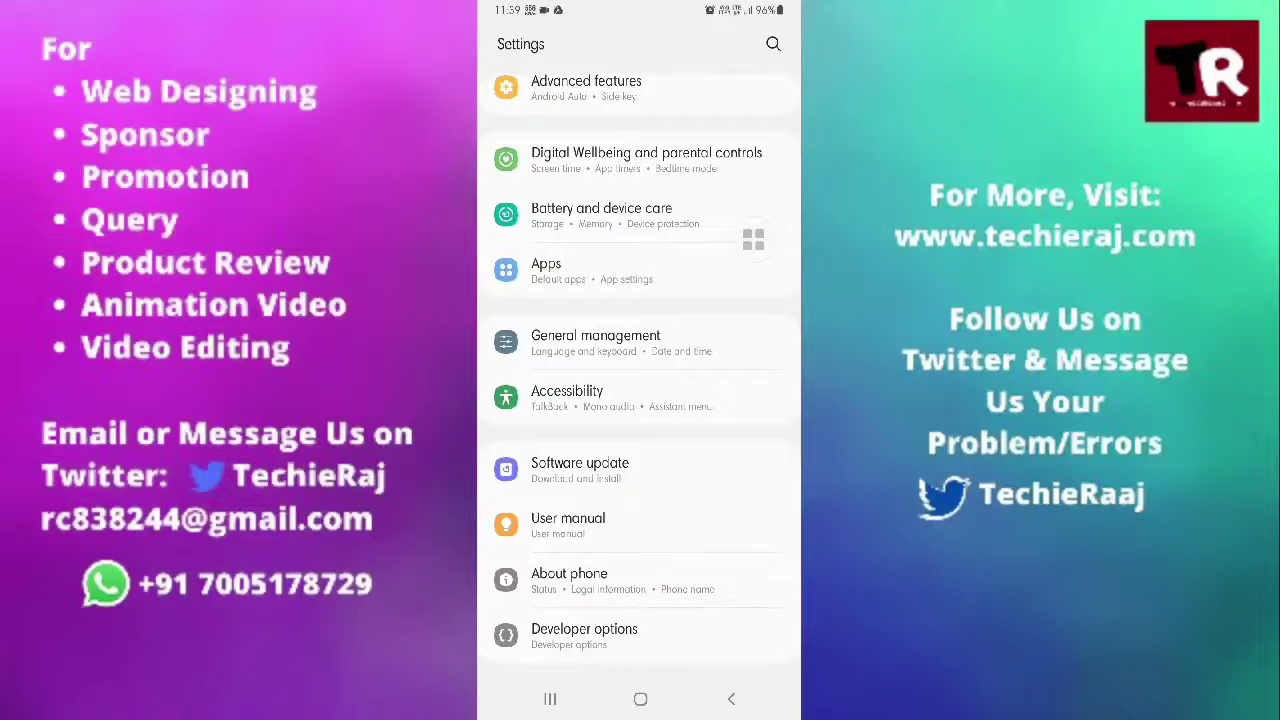 For
• Web Designing
• Sponsor
• Promotion
• Query
• Product Review
• Animation Video
• Video Editing
Email or Message Us on
Twitter: TechieRaj
rc838244@gmail.com
+91 7005178729
11:39
96%
Settings
Advanced features
Android Auto • Side key
Digital Wellbeing and parental controls
Screen time • App timers • Bedtime mode
Battery and device care
Storage • Memory • Device protection
Apps
Default apps • App settings
General management
Language and keyboard • Date and time
Accessibility
TalkBack • Mono audio • Assistant menu
Software update
Download and install
User manual
User manual
About phone
Status • Legal information • Phone name
Developer options
Developer options
TR
For More, Visit:
www.techieraj.com
Follow Us on
Twitter & Message
Us Your
Problem/Errors
TechieRaaj